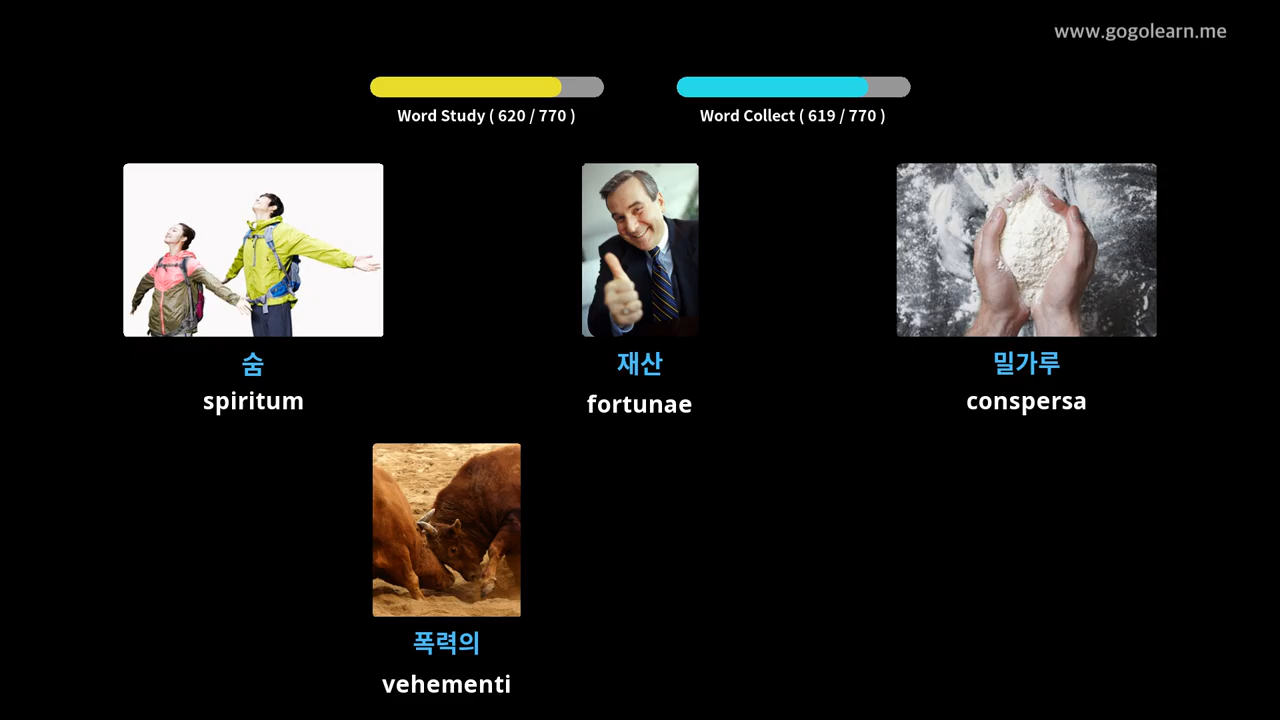 www.gogolearn.me
Word Study ( 620 / 770 )
Word Collect ( 619 / 770 )
숨
spiritum
재산
fortunae
밀가루
conspersa
폭력의
vehementi